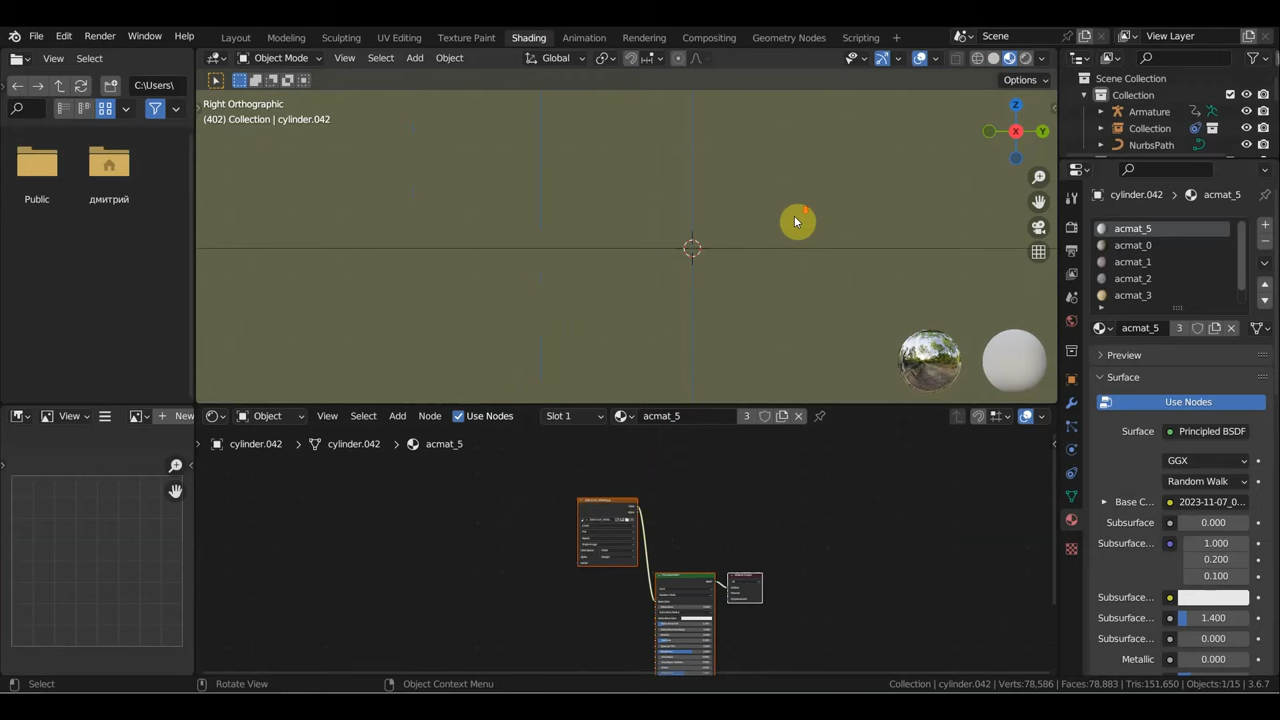 File Edit Render Window Help
Layout Modeling Sculpting UV Editing Texture Paint Shading Animation Rendering Compositing Geometry Nodes Scripting
Scene
View Layer
View Select
Object Mode View Select Add Object
Global
C:\Users\
Options
Public
дмитрий
Right Orthographic
(402) Collection | cylinder.042
Z
X
Y
Scene Collection
Collection
Armature
Collection
NurbsPath
cylinder.042 > acmat_5
acmat_5
acmat_0
acmat_1
acmat_2
acmat_3
acmat_5 3
Preview
Surface
Use Nodes
Surface Principled BSDF
GGX
Random Walk
Base C... 2023-11-07_0...
Subsurface 0.000
Subsurface... 1.000
0.200
0.100
Subsurface...
Subsurface... 1.400
Subsurface... 0.000
Metallic 0.000
View
New
Object View Select Add Node Use Nodes Slot 1 acmat_5 3
cylinder.042 > cylinder.042 > acmat_5
Select
Rotate View
Object Context Menu
Collection | cylinder.042 | Verts:78,586 | Faces:78,883 | Tris:151,650 | Objects:1/15 | 3.6.7